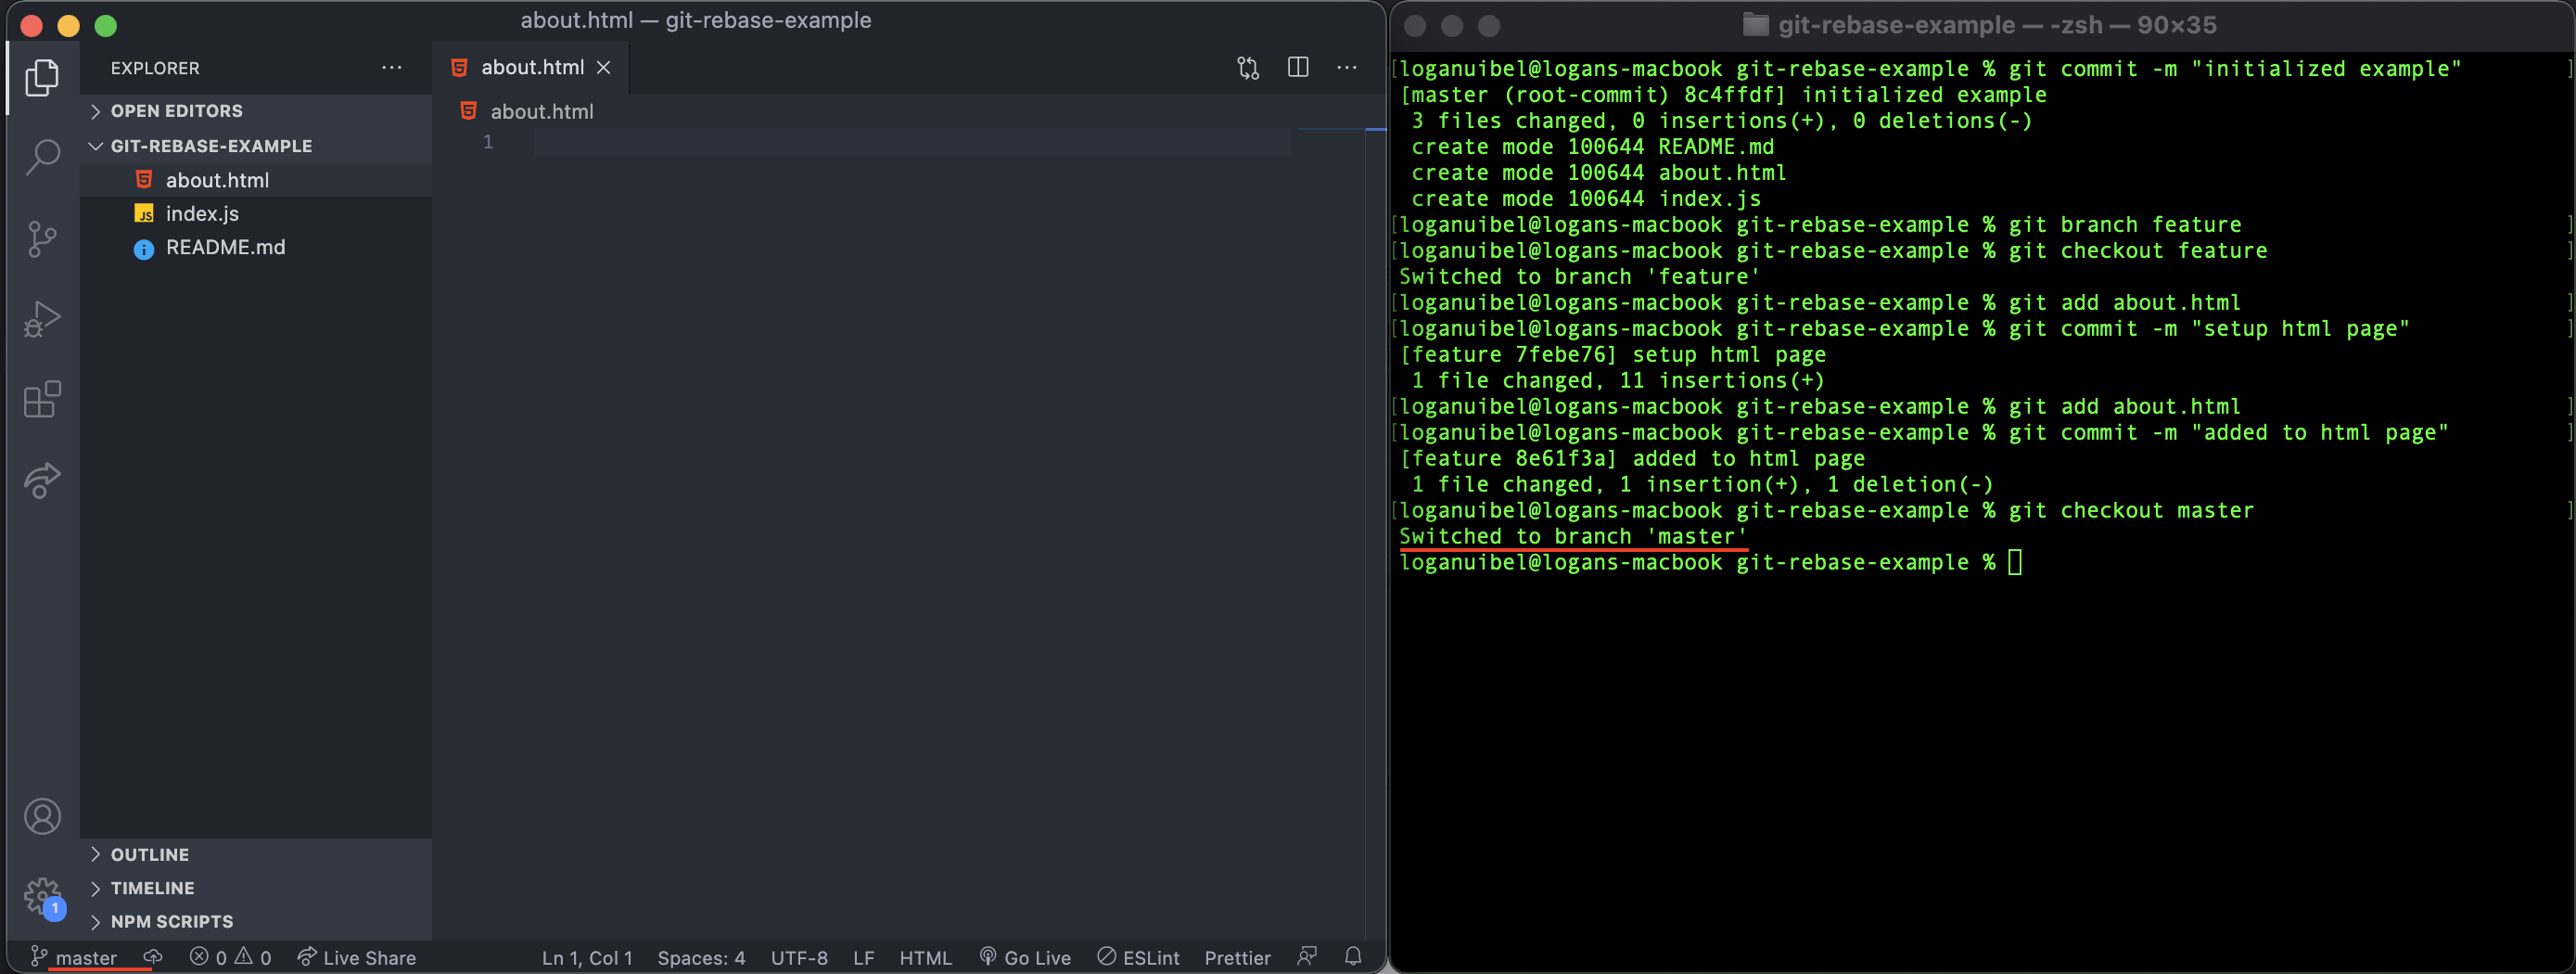 about.html — git-rebase-example
EXPLORER
···
OPEN EDITORS
GIT-REBASE-EXAMPLE
about.html
JS index.js
README.md
OUTLINE
TIMELINE
NPM SCRIPTS
1
about.html
about.html
1
master
0
0
Live Share
Ln 1, Col 1
Spaces: 4
UTF-8
LF
HTML
Go Live
ESLint
Prettier
git-rebase-example — -zsh — 90×35
[loganuibel@logans-macbook git-rebase-example % git commit -m "initialized example" ]
[master (root-commit) 8c4ffdf] initialized example
3 files changed, 0 insertions(+), 0 deletions(-)
create mode 100644 README.md
create mode 100644 about.html
create mode 100644 index.js
[loganuibel@logans-macbook git-rebase-example % git branch feature ]
[loganuibel@logans-macbook git-rebase-example % git checkout feature ]
Switched to branch 'feature'
[loganuibel@logans-macbook git-rebase-example % git add about.html ]
[loganuibel@logans-macbook git-rebase-example % git commit -m "setup html page" ]
[feature 7febe76] setup html page
1 file changed, 11 insertions(+)
[loganuibel@logans-macbook git-rebase-example % git add about.html ]
[loganuibel@logans-macbook git-rebase-example % git commit -m "added to html page" ]
[feature 8e61f3a] added to html page
1 file changed, 1 insertion(+), 1 deletion(-)
[loganuibel@logans-macbook git-rebase-example % git checkout master ]
Switched to branch 'master'
loganuibel@logans-macbook git-rebase-example %